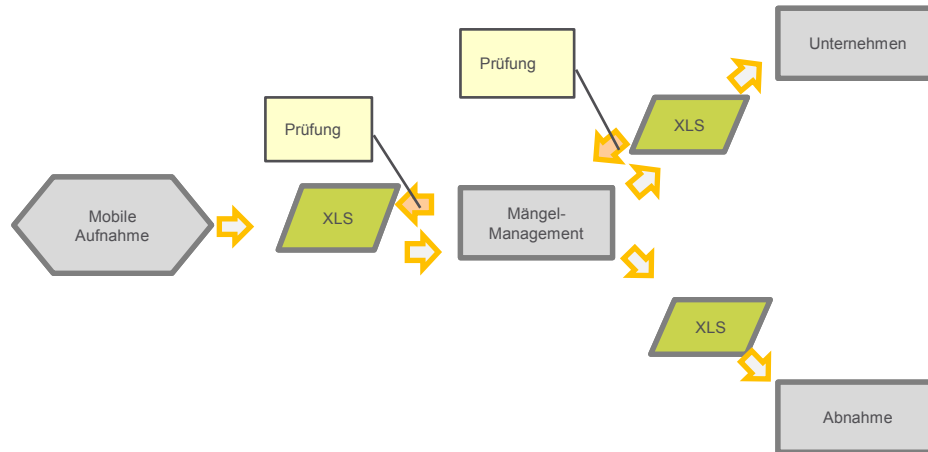 Unternehmen
Prüfung
XLS
Prüfung
Mobile
Aufnahme
XLS
Mängel-
Management
XLS
Abnahme